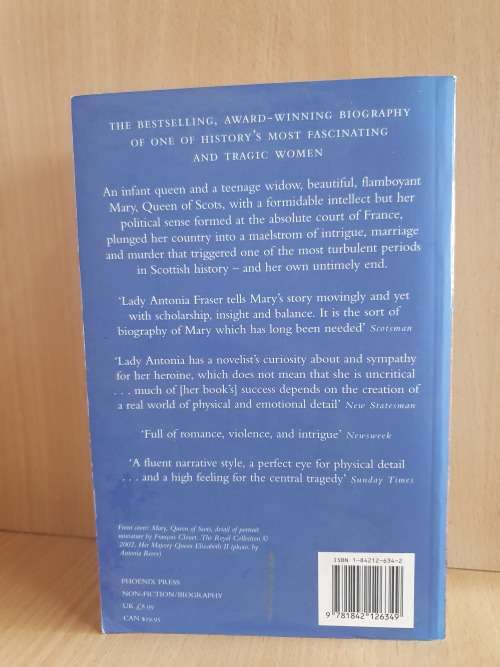 THE BESTSELLING, AWARD-WINNING BIOGRAPHY
OF ONE OF HISTORY'S MOST FASCINATING
AND TRAGIC WOMEN
An infant queen and a teenage widow, beautiful, flamboyant
Mary, Queen of Scots, with a formidable intellect but her
political sense formed at the absolute court of France,
plunged her country into a maelstrom of intrigue, marriage
and murder that triggered one of the most turbulent periods
in Scottish history – and her own untimely end.
‘Lady Antonia Fraser tells Mary's story movingly and yet
with scholarship, insight and balance. It is the sort of
biography of Mary which has long been needed’ Scotsman
‘Lady Antonia has a novelst's curiosity about and sympathy
for her heroine, which does not mean that she is uncritical
. . . much of [her book's] success depends on the creation of
a real world of physical and emotional detail’ New Statesman
‘Full of romance, violence, and intrigue’ Newsweek
‘A fluent narrative style, a perfect eye for physical detail
. . . and a high feeling for the central tragedy’ Sunday Times
Front cover: Mary, Queen of Scots, detail of portrait
miniature by François Clouet. The Royal Collection ©
2002, Her Majesty Queen Elizabeth II (photo: by
Antonia Reeve)
PHOENIX PRESS
NON-FICTION/BIOGRAPHY
UK £8.99
CAN $19.95
ISBN 1-84212-634-2
9 781842 126349